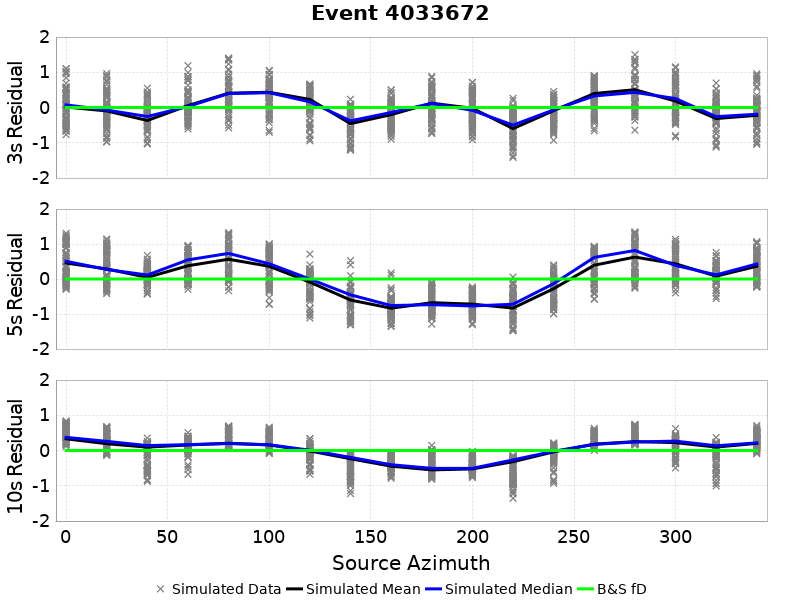 Event 4033672
3s Residual
2
1
0
-1
-2
5s Residual
2
1
0
-1
-2
10s Residual
2
1
0
-1
-2
0 50 100 150 200 250 300
Source Azimuth
Simulated Data Simulated Mean Simulated Median B&S fD